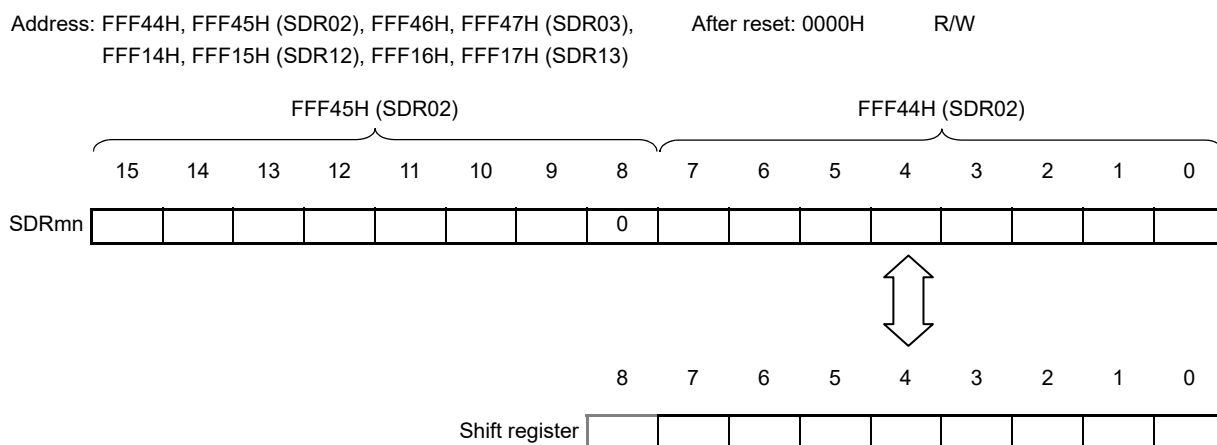 Address: FFF44H, FFF45H (SDR02), FFF46H, FFF47H (SDR03), After reset: 0000H R/W
FFF14H, FFF15H (SDR12), FFF16H, FFF17H (SDR13)
FFF45H (SDR02) FFF44H (SDR02)
15 14 13 12 11 10 9 8 7 6 5 4 3 2 1 0
SDRmn 0
8 7 6 5 4 3 2 1 0
Shift register